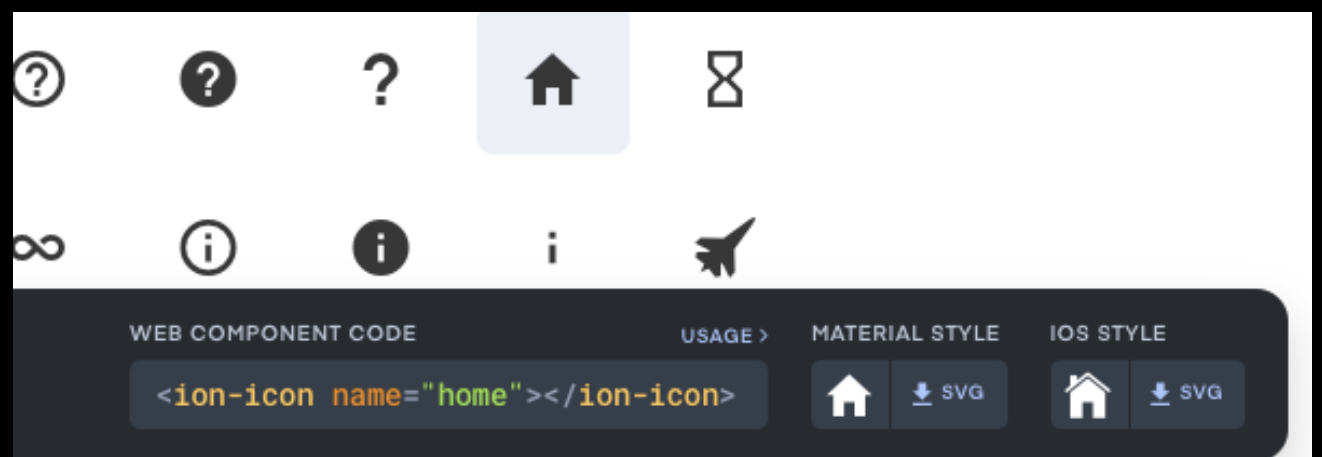 WEB COMPONENT CODE
USAGE >
MATERIAL STYLE
IOS STYLE
<ion-icon name="home"></ion-icon>
SVG
SVG